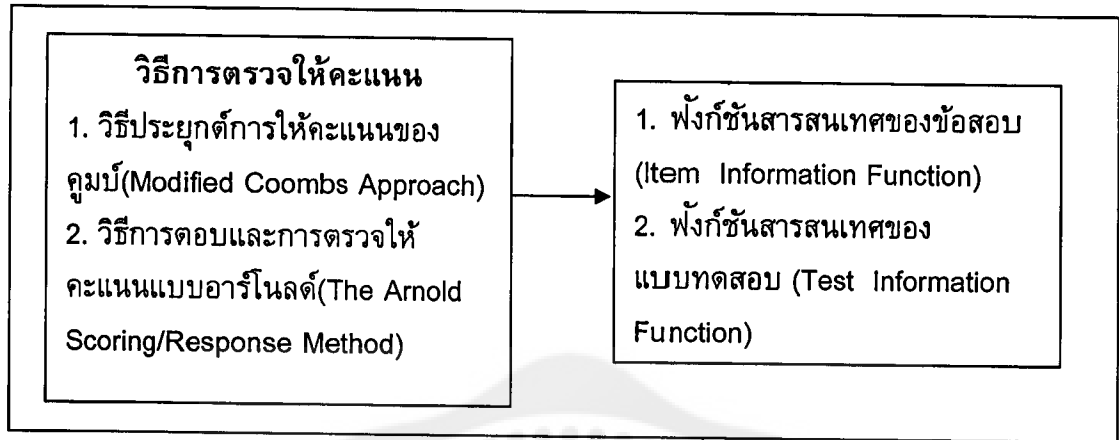 วิธีการตรวจให้คะแนน
1. วิธีประยุกต์การให้คะแนนของ
คูมบ์(Modified Coombs Approach)
2. วิธีการตอบและการตรวจให้
คะแนนแบบอาร์โนลด์(The Arnold
Scoring/Response Method)
1. ฟังก์ชันสารสนเทศของข้อสอบ
(Item Information Function)
2. ฟังก์ชันสารสนเทศของ
แบบทดสอบ (Test Information
Function)